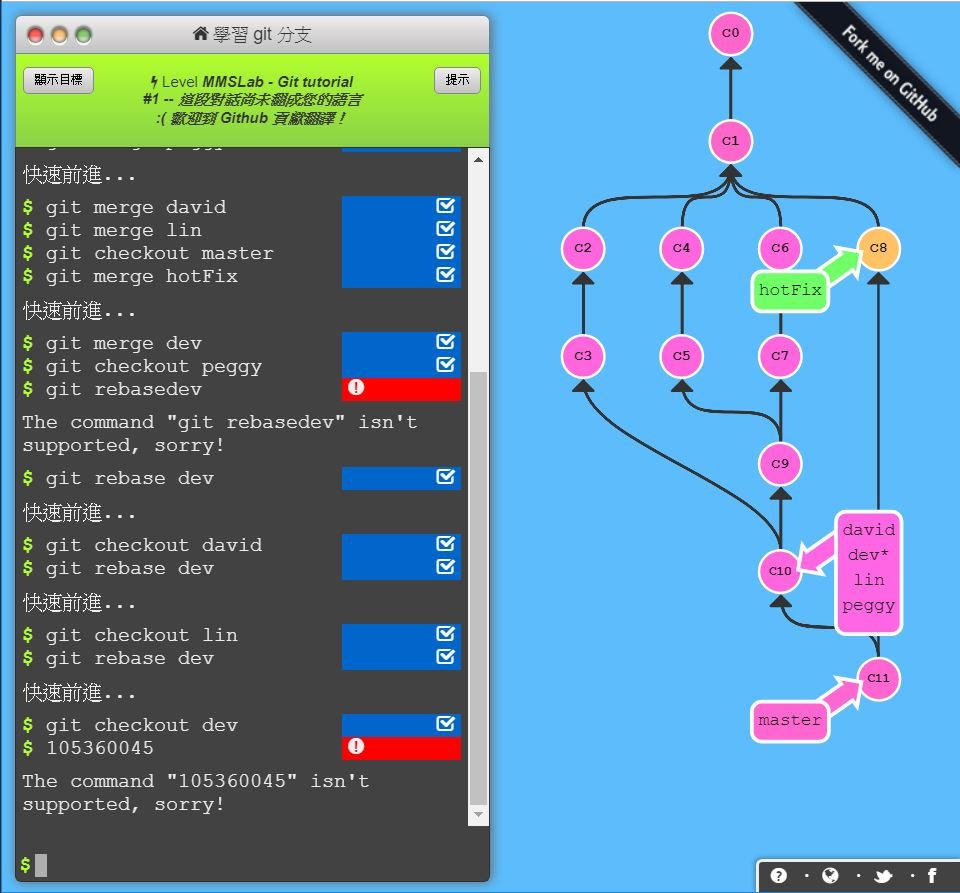 學習 git 分支
顯示目標
Level MMSLab - Git tutorial
#1 -- 這段對話尚未翻成您的語言
:( 歡迎到 Github 貢獻翻譯！
提示
快速前進...
$ git merge david
$ git merge lin
$ git checkout master
$ git merge hotFix
快速前進...
$ git merge dev
$ git checkout peggy
$ git rebasedev
The command "git rebasedev" isn't
supported, sorry!
$ git rebase dev
快速前進...
$ git checkout david
$ git rebase dev
快速前進...
$ git checkout lin
$ git rebase dev
快速前進...
$ git checkout dev
$ 105360045
The command "105360045" isn't
supported, sorry!
$
Fork me on GitHub
C0
C1
C2
C4
C6
C8
hotFix
C3
C5
C7
C9
david
dev*
lin
peggy
C10
C11
master